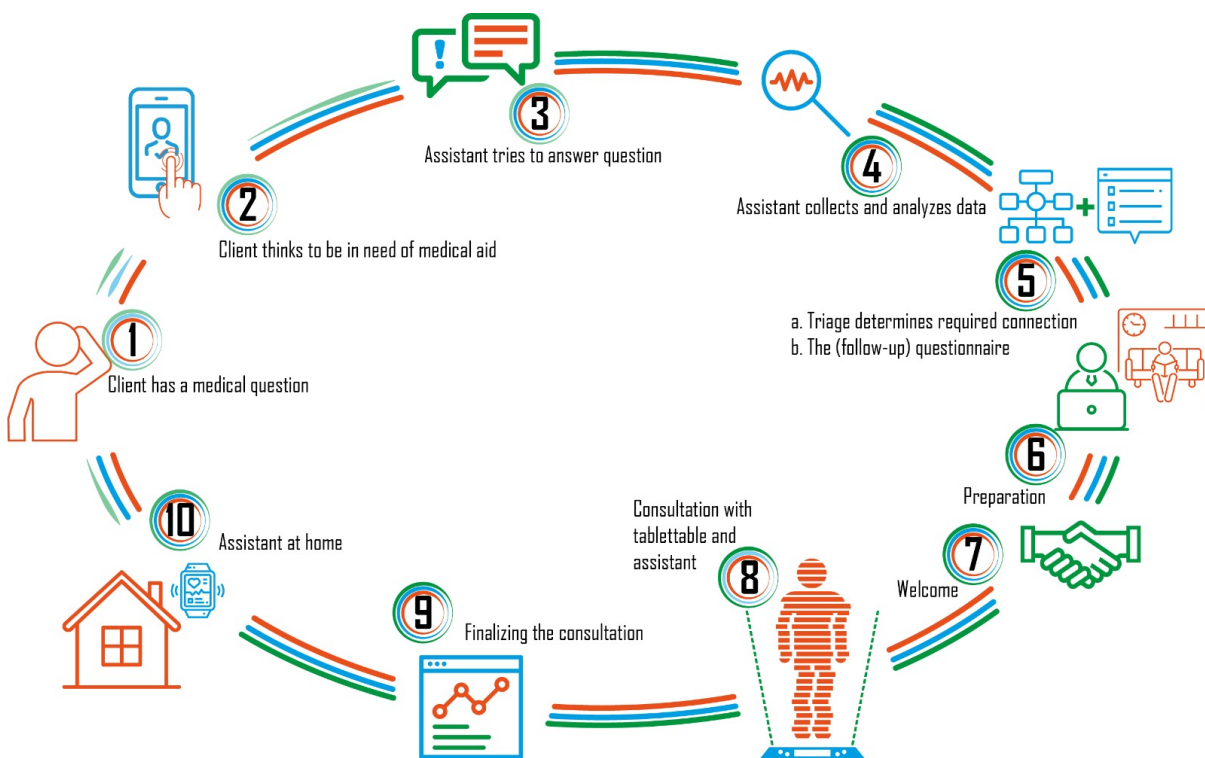 1
Client has a medical question
2
Client thinks to be in need of medical aid
!
3
Assistant tries to answer question
4
Assistant collects and analyzes data
+
5
a. Triage determines required connection
b. The (follow-up) questionnaire
6
Preparation
7
Welcome
Consultation with
tablettable and
assistant
8
9
Finalizing the consultation
10
Assistant at home